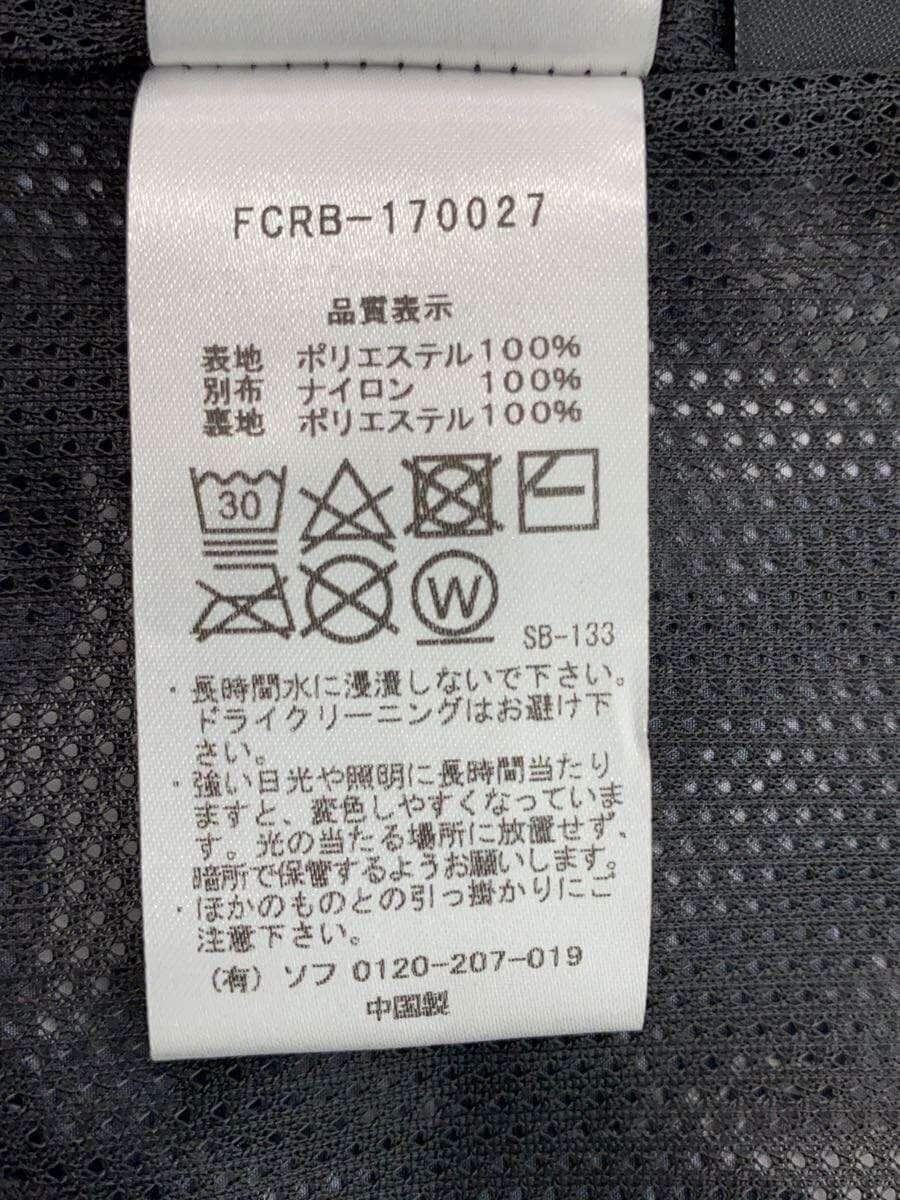 FCRB-170027
品質表示
表地 ポリエステル100%
別布 ナイロン 100%
裏地 ポリエステル100%
30
W
SB-133
・長時間水に浸漬しないで下さい。
ドライクリーニングはお避け下
さい。
・強い日光や照明に長時間当たり
ますと、変色しやすくなっていま
す。光の当たる場所に放置せず、
暗所で保管するようお願いします。
・ほかのものとの引っ掛かりにご
注意下さい。
(有) ソフ 0120-207-019
中国縫